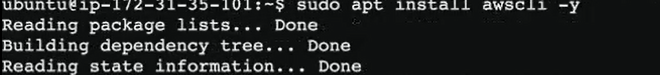 ubuntu@ip-172-31-35-101:~$ sudo apt install awscli -y
Reading package lists... Done
Building dependency tree... Done
Reading state information... Done